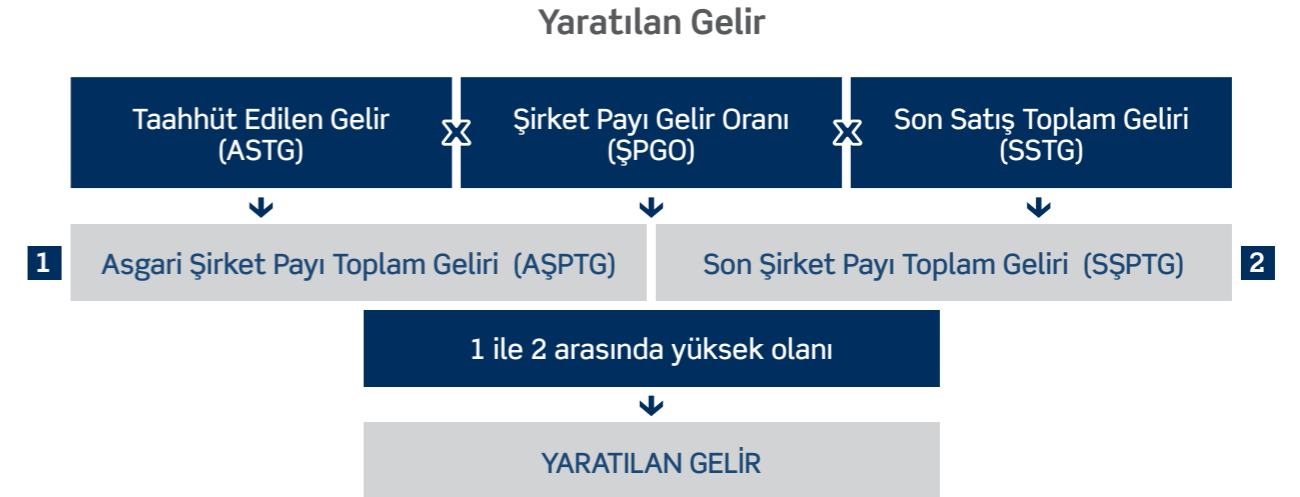 Yaratılan Gelir
Taahhüt Edilen Gelir
(ASTG)
x
Şirket Payı Gelir Oranı
(ŞPGO)
x
Son Satış Toplam Geliri
(SSTG)
1
Asgari Şirket Payı Toplam Geliri (AŞPTG)
Son Şirket Payı Toplam Geliri (SŞPTG)
2
1 ile 2 arasında yüksek olanı
YARATILAN GELİR